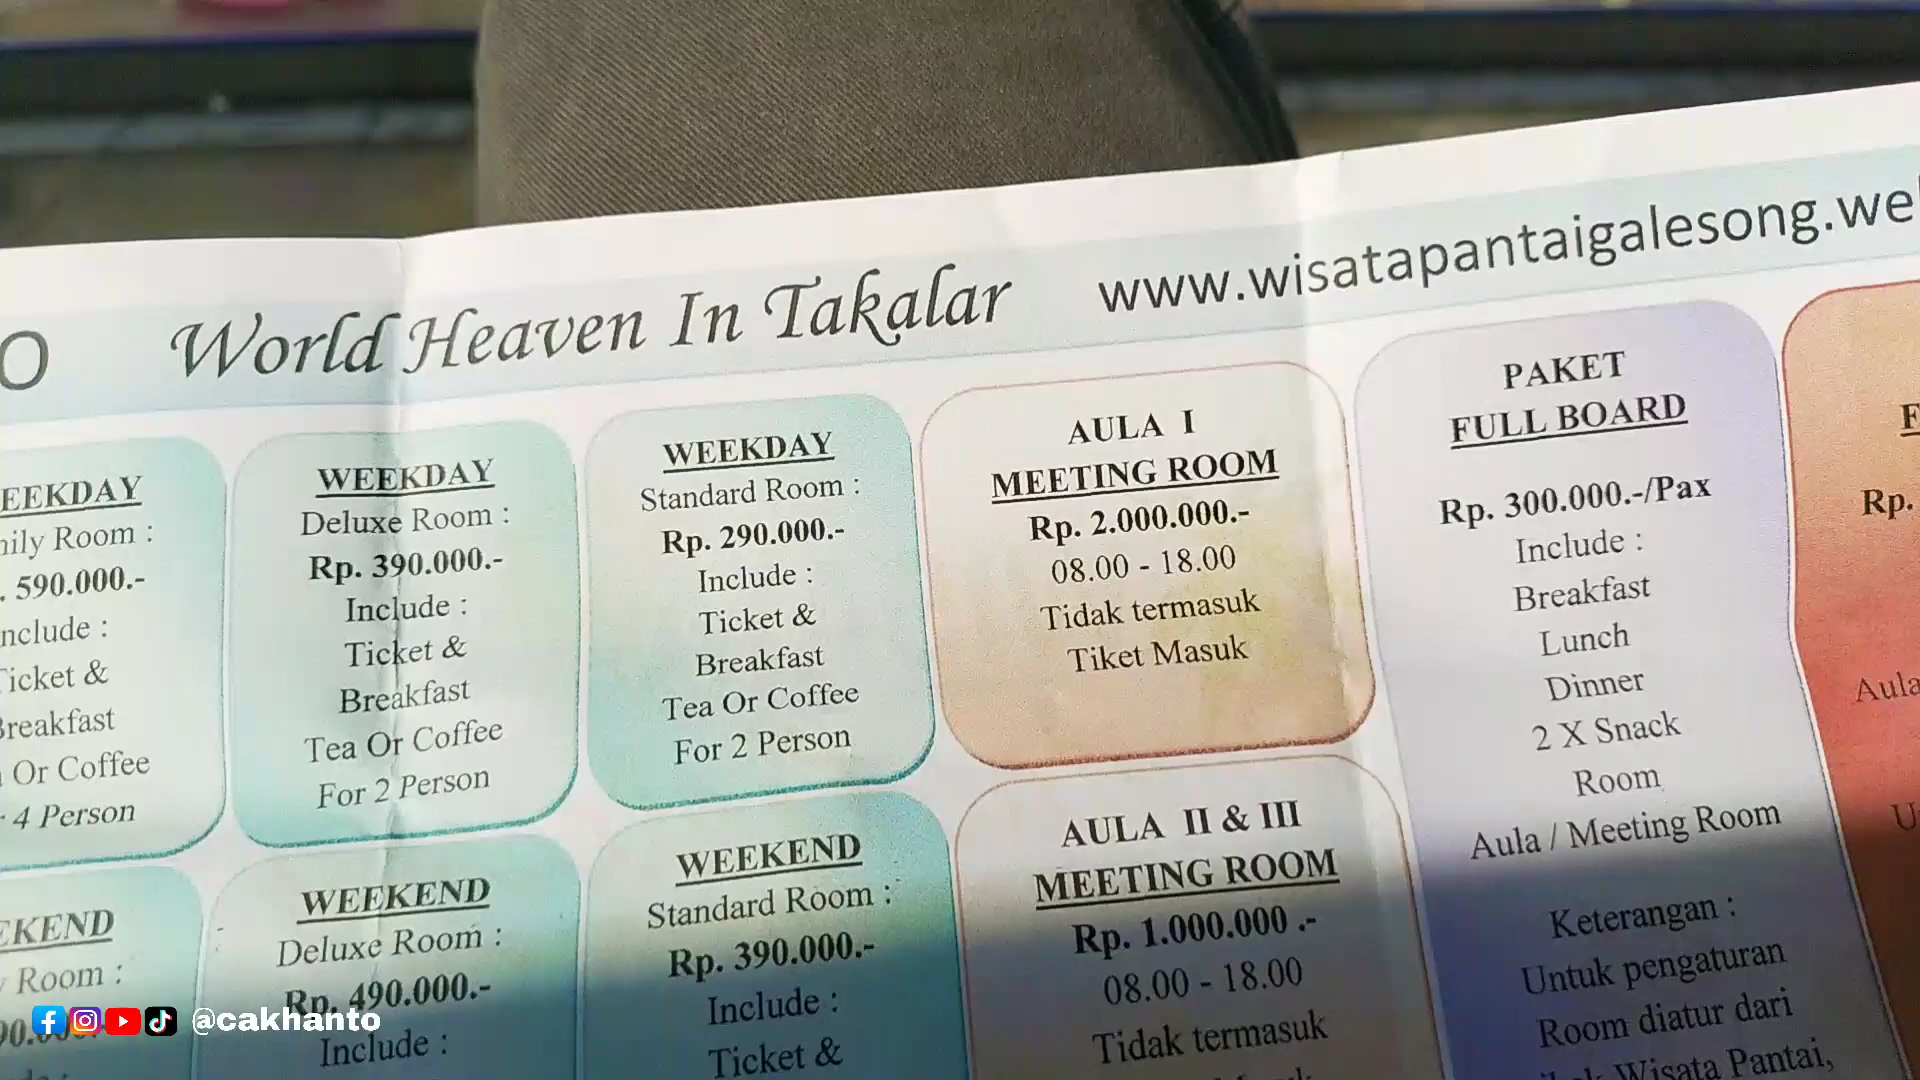 O World Heaven In Takalar www.wisatapantaigalesong.we
EEKDAY
ily Room :
. 590.000.-
nclude :
Ticket &
Breakfast
Or Coffee
4 Person
WEEKDAY
Deluxe Room :
Rp. 390.000.-
Include :
Ticket &
Breakfast
Tea Or Coffee
For 2 Person
WEEKDAY
Standard Room :
Rp. 290.000.-
Include :
Ticket &
Breakfast
Tea Or Coffee
For 2 Person
AULA I
MEETING ROOM
Rp. 2.000.000.-
08.00 - 18.00
Tidak termasuk
Tiket Masuk
PAKET
FULL BOARD
Rp. 300.000.-/Pax
Include :
Breakfast
Lunch
Dinner
2 X Snack
Room
Aula / Meeting Room
Keterangan :
Untuk pengaturan
Room diatur dari
Wisata Pantai,
F
Rp.
Aula
U
EKEND
Room :
WEEKEND
Deluxe Room :
Rp. 490.000.-
Include :
WEEKEND
Standard Room :
Rp. 390.000.-
Include :
Ticket &
AULA II & III
MEETING ROOM
Rp. 1.000.000 .-
08.00 - 18.00
Tidak termasuk
@cakhanto